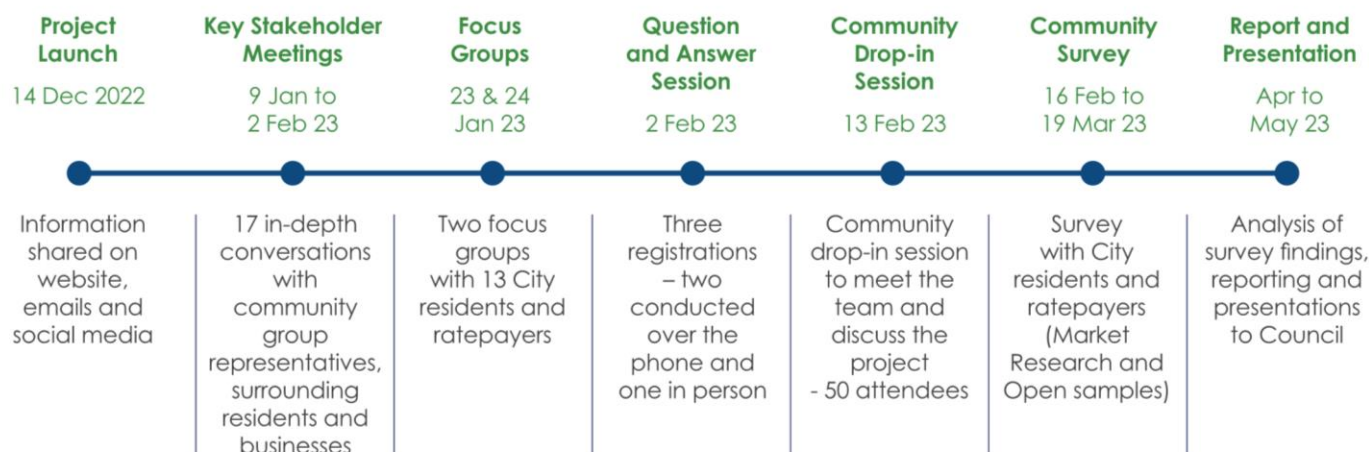 Project
Launch
14 Dec 2022
Information
shared on
website,
emails and
social media
Key Stakeholder
Meetings
9 Jan to
2 Feb 23
17 in-depth
conversations
with
community
group
representatives,
surrounding
residents and
businesses
Focus
Groups
23 & 24
Jan 23
Two focus
groups
with 13 City
residents and
ratepayers
Question
and Answer
Session
2 Feb 23
Three
registrations
– two
conducted
over the
phone and
one in person
Community
Drop-in
Session
13 Feb 23
Community
drop-in session
to meet the
team and
discuss the
project
- 50 attendees
Community
Survey
16 Feb to
19 Mar 23
Survey
with City
residents and
ratepayers
(Market
Research and
Open samples)
Report and
Presentation
Apr to
May 23
Analysis of
survey findings,
reporting and
presentations
to Council